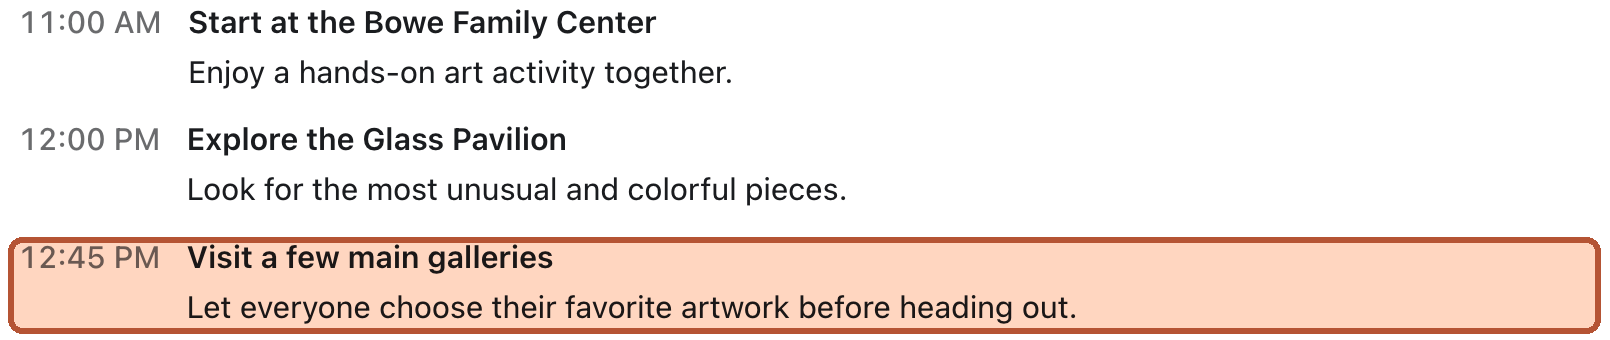 11:00 AM Start at the Bowe Family Center
Enjoy a hands-on art activity together.
12:00 PM Explore the Glass Pavilion
Look for the most unusual and colorful pieces.
12:45 PM Visit a few main galleries
Let everyone choose their favorite artwork before heading out.